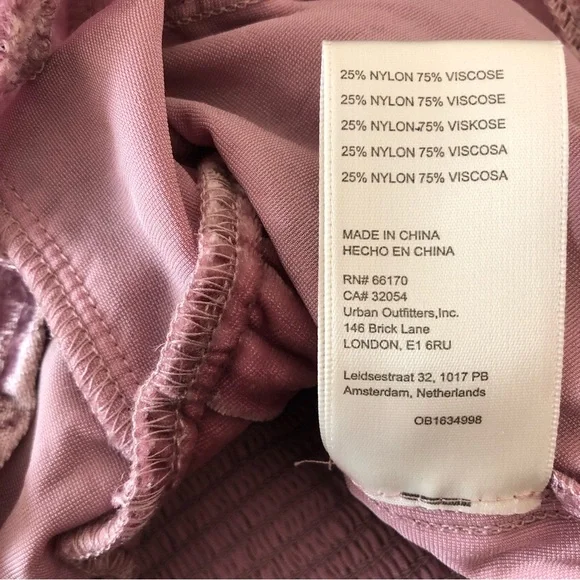 25% NYLON 75% VISCOSE
25% NYLON 75% VISCOSE
25% NYLON 75% VISKOSE
25% NYLON 75% VISCOSA
25% NYLON 75% VISCOSA
MADE IN CHINA
HECHO EN CHINA
RN# 66170
CA# 32054
Urban Outfitters,Inc.
146 Brick Lane
LONDON, E1 6RU
Leidsestraat 32, 1017 PB
Amsterdam, Netherlands
OB1634998